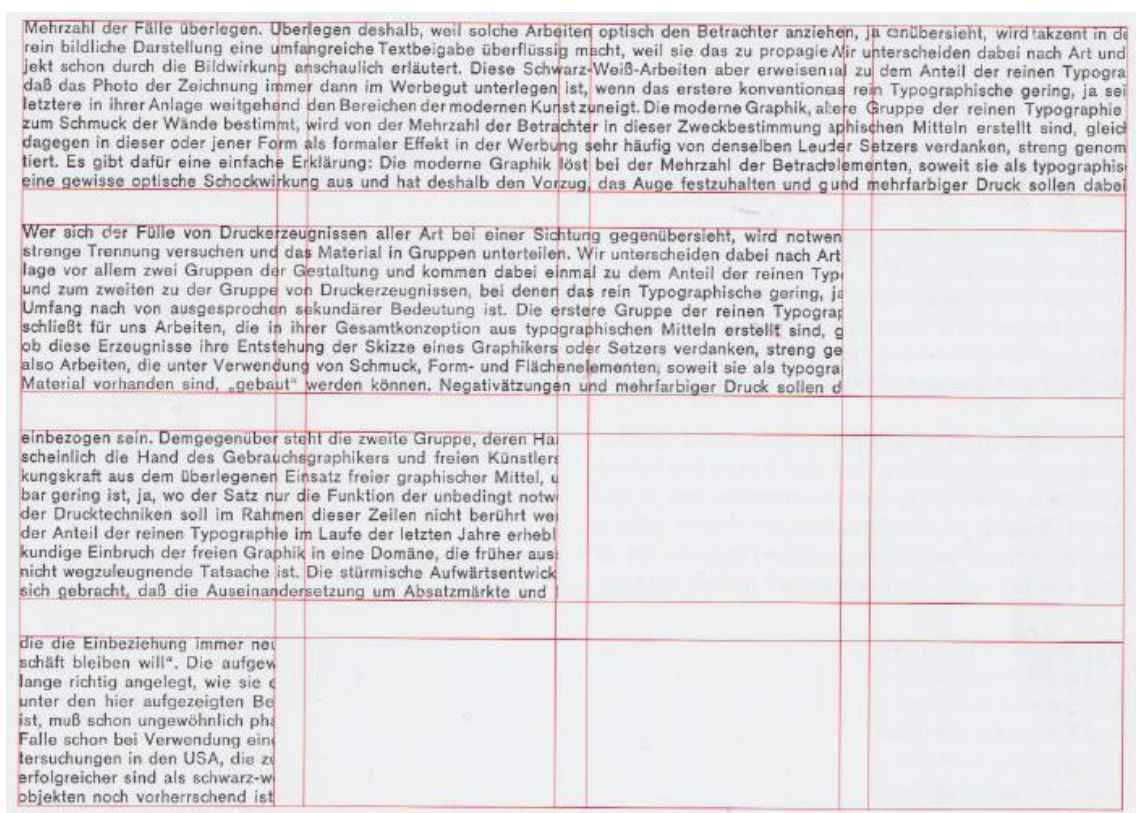 Mehrzahl der Fälle überlegen. Überlegen deshalb, weil solche Arbeiten optisch den Betrachter anziehen, ja enübersieht, wird takzent in de
rein bildliche Darstellung eine umfangreiche Textbeigabe überflüssig macht, weil sie das zu propagieWir unterscheiden dabei nach Art und
jekt schon durch die Bildwirkung anschaulich erläutert. Diese Schwarz-Weiß-Arbeiten aber erweisen zu dem Anteil der reinen Typogra
daß das Photo der Zeichnung immer dann im Werbegut unterlegen ist, wenn das erstere konventione rein Typographische gering, ja sei
letztere in ihrer Anlage weitgehend den Bereichen der modernen Kunst zuneigt. Die moderne Graphik, Gruppe der reinen Typographie
zum Schmuck der Wände bestimmt, wird von der Mehrzahl der Betrachter in dieser Zweckbestimmung aphischen Mitteln erstellt sind, gleich
dagegen in dieser oder jener Form als formaler Effekt in der Werbung sehr häufig von denselben Setzers verdanken, streng genom
tiert. Es gibt dafür eine einfache Erklärung: Die moderne Graphik löst bei der Mehrzahl der Betrachelementen, soweit sie als typographis
eine gewisse optische Schockwirkung aus und hat deshalb den Vorzug, das Auge festzuhalten und gund mehrfarbiger Druck sollen dabei
Wer sich der Fülle von Druckerzeugnissen aller Art bei einer Sichtung gegenübersieht, wird notwen
strenge Trennung versuchen und das Material in Gruppen unterteilen. Wir unterscheiden dabei nach Art
lage vor allem zwei Gruppen der Gestaltung und kommen dabei einmal zu dem Anteil der reinen Typ
und zum zweiten zu der Gruppe von Druckerzeugnissen, bei denen das rein Typographische gering, ja
Umfang nach von ausgesprochen sekundärer Bedeutung ist. Die erstere Gruppe der reinen Typograp
schließt für uns Arbeiten, die in ihrer Gesamtkonzeption aus typographischen Mitteln erstellt sind, g
ob diese Erzeugnisse ihre Entstehung der Skizze eines Graphikers oder Setzers verdanken, streng ge
also Arbeiten, die unter Verwendung von Schmuck, Form- und Flächenelementen, soweit sie als typogra
Material vorhanden sind, „gebaut“ werden können. Negativätzungen und mehrfarbiger Druck sollen d
einbezogen sein. Demgegenüber steht die zweite Gruppe, deren Ha
scheinlich die Hand des Gebrauchsgraphikers und freien Künstlers
kungskraft aus dem überlegenen Einsatz freier graphischer Mittel, u
bar gering ist, ja, wo der Satz nur die Funktion der unbedingt notw
der Drucktechniken soll im Rahmen dieser Zeilen nicht berührt we
der Anteil der reinen Typographie im Laufe der letzten Jahre erhebl
kundige Einbruch der freien Graphik in eine Domäne, die früher aus
nicht wegzuleugnende Tatsache ist. Die stürmische Aufwärtsentwick
sich gebracht, daß die Auseinandersetzung um Absatzmärkte und
die die Einbeziehung immer neu
schäft bleiben will“. Die aufgew
lange richtig angelegt, wie sie
unter den hier aufgezeigten Be
ist, muß schon ungewöhnlich pha
Falle schon bei Verwendung eine
tersuchungen in den USA, die zu
erfolgreicher sind als schwarz-w
objekten noch vorherrschend ist